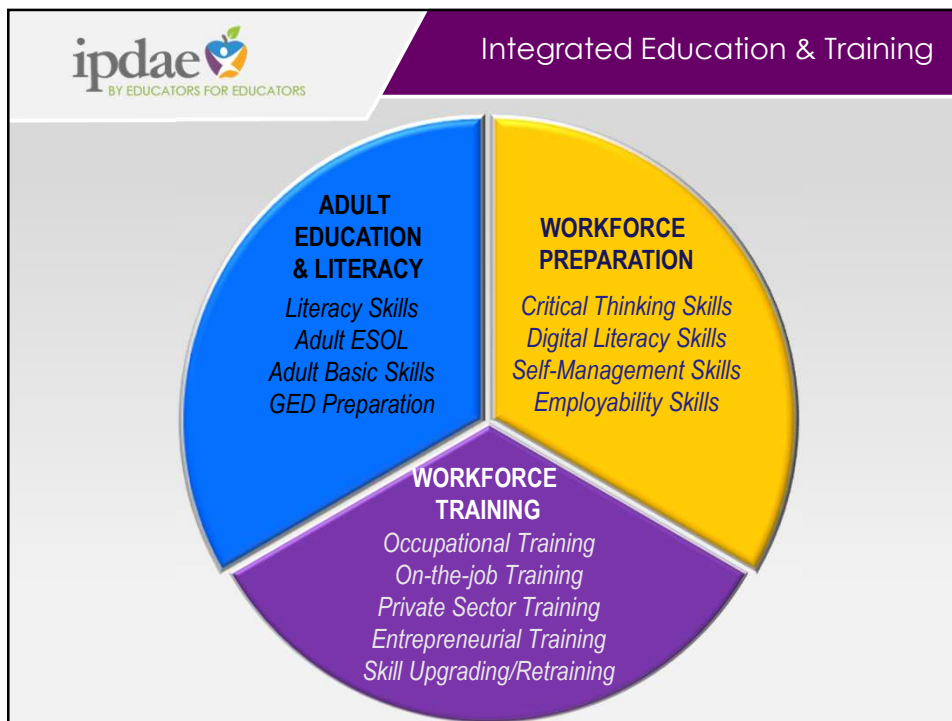 ipdae
BY EDUCATORS FOR EDUCATORS
Integrated Education & Training
ADULT
EDUCATION
& LITERACY
Literacy Skills
Adult ESOL
Adult Basic Skills
GED Preparation
WORKFORCE
PREPARATION
Critical Thinking Skills
Digital Literacy Skills
Self-Management Skills
Employability Skills
WORKFORCE
TRAINING
Occupational Training
On-the-job Training
Private Sector Training
Entrepreneurial Training
Skill Upgrading/Retraining